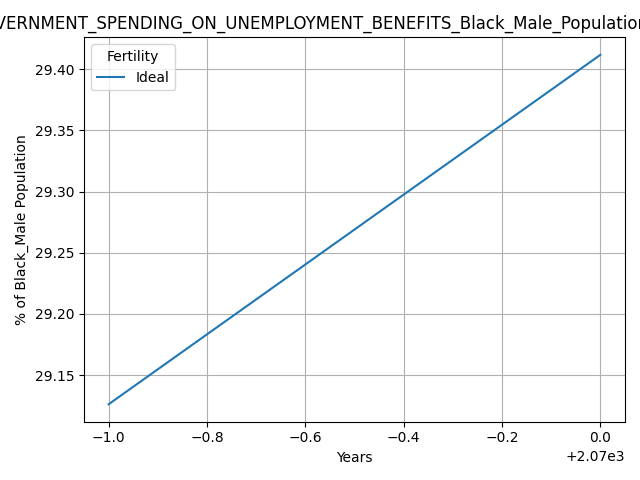 VERNMENT_SPENDING_ON_UNEMPLOYMENT_BENEFITS_Black_Male_Population
Fertility
Ideal
% of Black_Male Population
29.40
29.35
29.30
29.25
29.20
29.15
−1.0 −0.8 −0.6 −0.4 −0.2 0.0
Years
+2.07e3